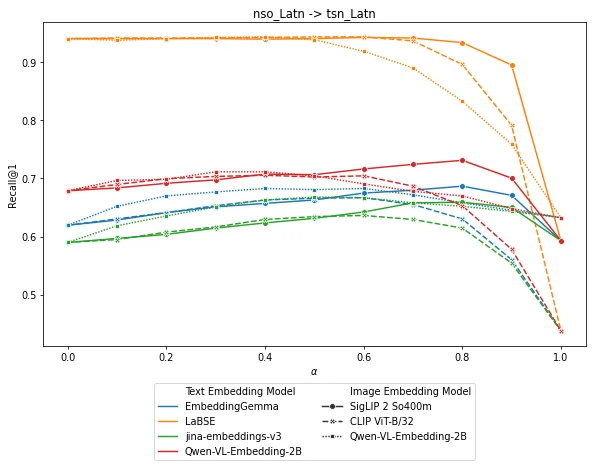 nso_Latn -> tsn_Latn
Recall@1
0.9
0.8
0.7
0.6
0.5
0.0 0.2 0.4 0.6 0.8 1.0
α
Text Embedding Model Image Embedding Model
EmbeddingGemma SigLIP 2 So400m
LaBSE CLIP ViT-B/32
jina-embeddings-v3 Qwen-VL-Embedding-2B
Qwen-VL-Embedding-2B